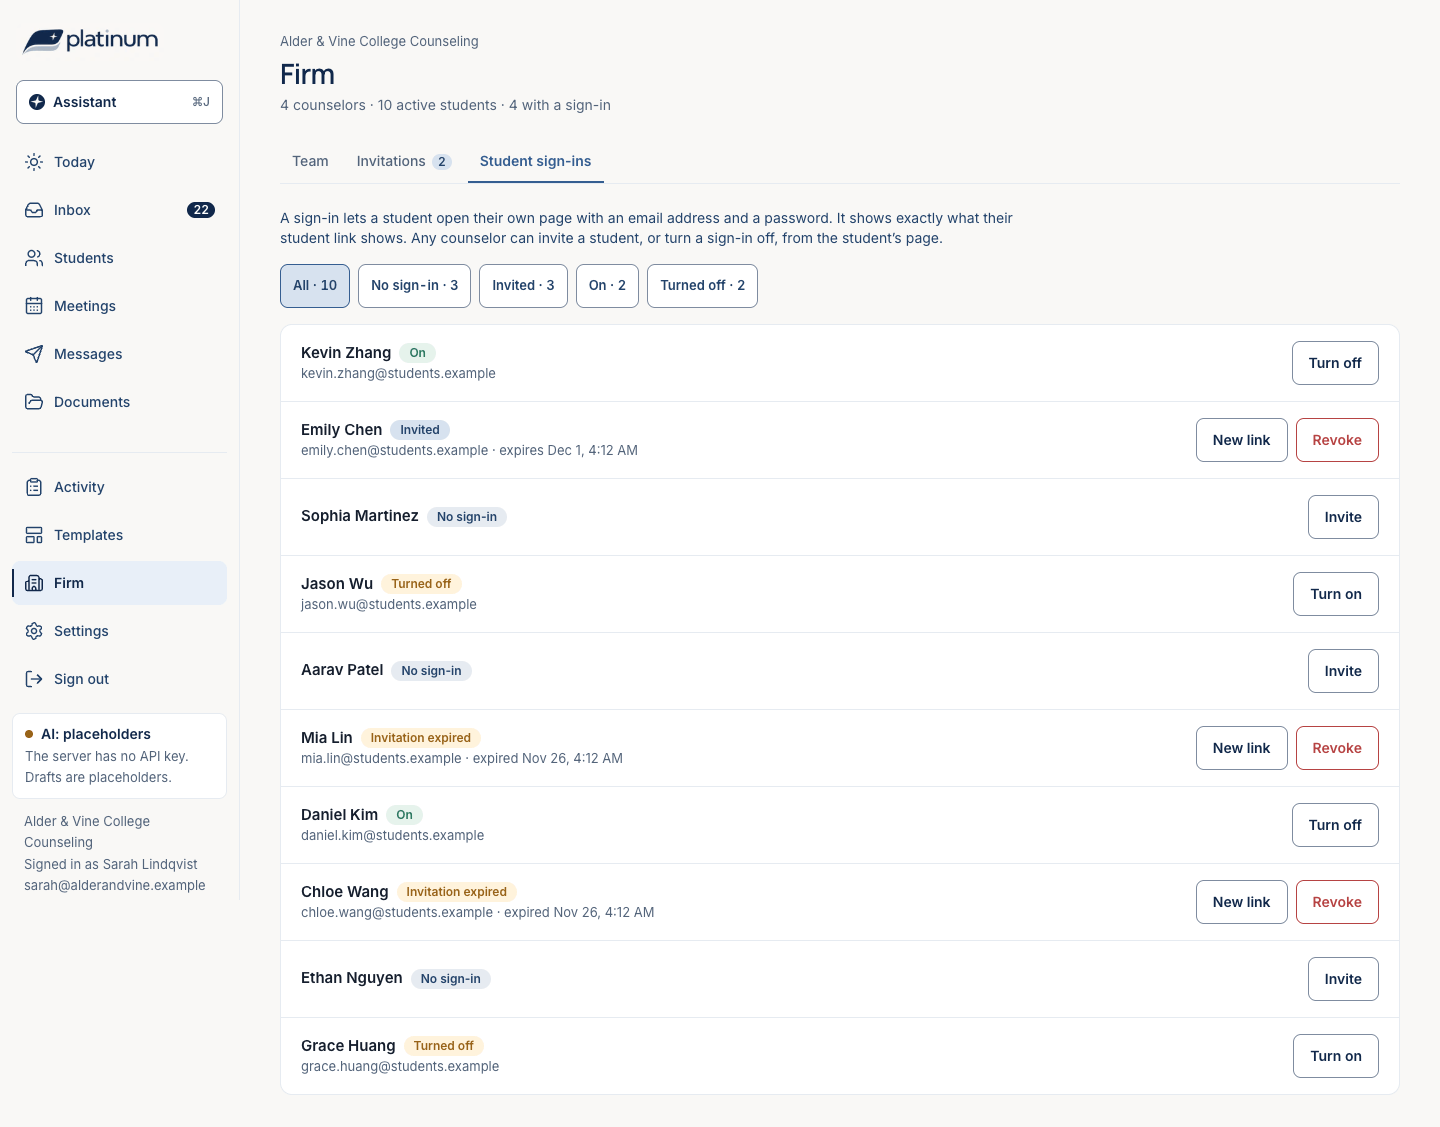 platinum
Assistant ⌘J
Today
Inbox 22
Students
Meetings
Messages
Documents
Activity
Templates
Firm
Settings
Sign out
AI: placeholders
The server has no API key.
Drafts are placeholders.
Alder & Vine College
Counseling
Signed in as Sarah Lindqvist
sarah@alderandvine.example
Alder & Vine College Counseling
Firm
4 counselors · 10 active students · 4 with a sign-in
Team Invitations 2 Student sign-ins
A sign-in lets a student open their own page with an email address and a password. It shows exactly what their
student link shows. Any counselor can invite a student, or turn a sign-in off, from the student’s page.
All · 10 No sign-in · 3 Invited · 3 On · 2 Turned off · 2
Kevin Zhang On
kevin.zhang@students.example
Turn off
Emily Chen Invited
emily.chen@students.example · expires Dec 1, 4:12 AM
New link Revoke
Sophia Martinez No sign-in
Invite
Jason Wu Turned off
jason.wu@students.example
Turn on
Aarav Patel No sign-in
Invite
Mia Lin Invitation expired
mia.lin@students.example · expired Nov 26, 4:12 AM
New link Revoke
Daniel Kim On
daniel.kim@students.example
Turn off
Chloe Wang Invitation expired
chloe.wang@students.example · expired Nov 26, 4:12 AM
New link Revoke
Ethan Nguyen No sign-in
Invite
Grace Huang Turned off
grace.huang@students.example
Turn on